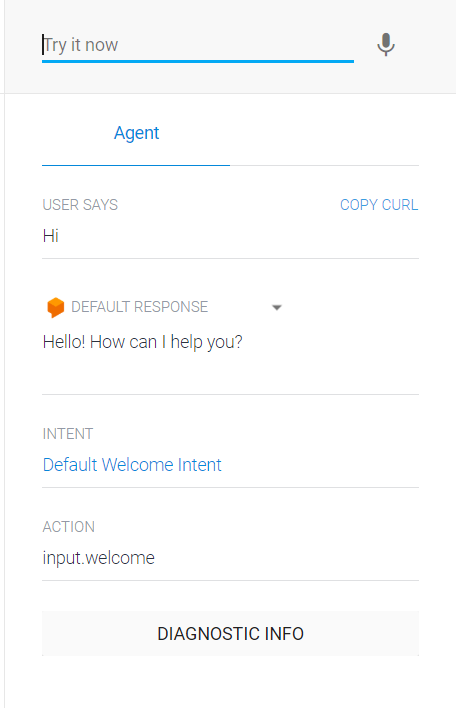 Try it now
Agent
USER SAYS COPY CURL
Hi
DEFAULT RESPONSE
Hello! How can I help you?
INTENT
Default Welcome Intent
ACTION
input.welcome
DIAGNOSTIC INFO